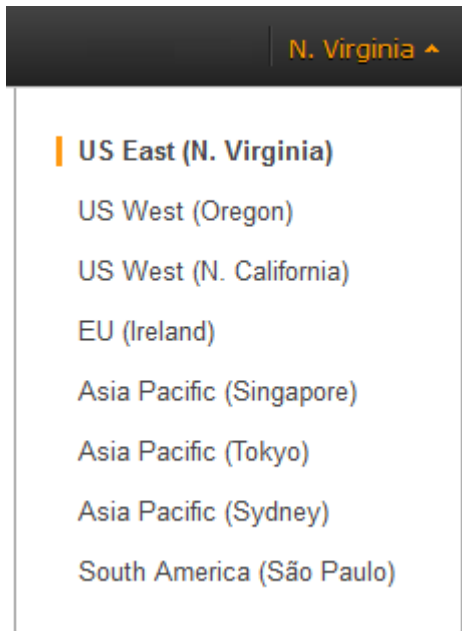 N. Virginia
US East (N. Virginia)
US West (Oregon)
US West (N. California)
EU (Ireland)
Asia Pacific (Singapore)
Asia Pacific (Tokyo)
Asia Pacific (Sydney)
South America (São Paulo)